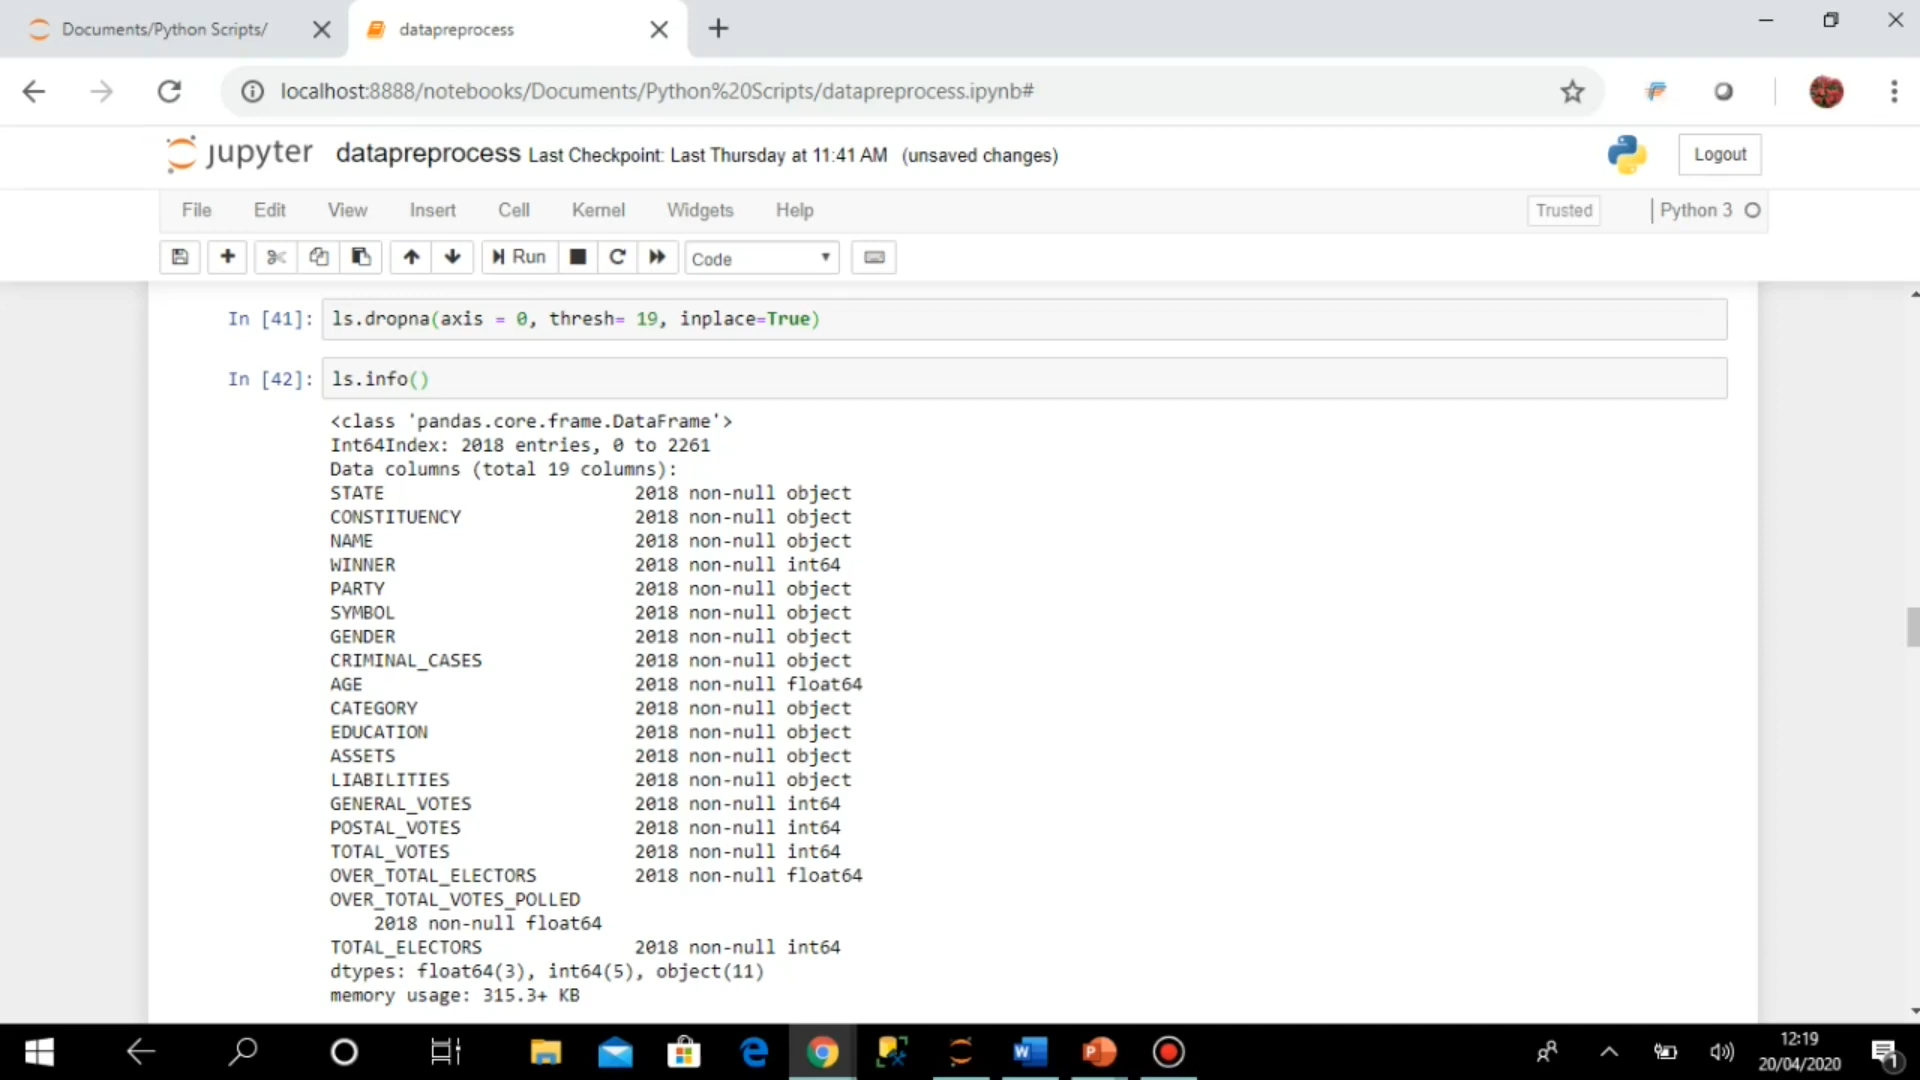 Documents/Python Scripts/
datapreprocess
localhost:8888/notebooks/Documents/Python%20Scripts/datapreprocess.ipynb#
jupyter datapreprocess Last Checkpoint: Last Thursday at 11:41 AM (unsaved changes)
Logout
File Edit View Insert Cell Kernel Widgets Help
Trusted
Python 3
Run
Code
In [41]: ls.dropna(axis = 0, thresh= 19, inplace=True)
In [42]: ls.info()
<class 'pandas.core.frame.DataFrame'>
Int64Index: 2018 entries, 0 to 2261
Data columns (total 19 columns):
STATE 2018 non-null object
CONSTITUENCY 2018 non-null object
NAME 2018 non-null object
WINNER 2018 non-null int64
PARTY 2018 non-null object
SYMBOL 2018 non-null object
GENDER 2018 non-null object
CRIMINAL_CASES 2018 non-null object
AGE 2018 non-null float64
CATEGORY 2018 non-null object
EDUCATION 2018 non-null object
ASSETS 2018 non-null object
LIABILITIES 2018 non-null object
GENERAL_VOTES 2018 non-null int64
POSTAL_VOTES 2018 non-null int64
TOTAL_VOTES 2018 non-null int64
OVER_TOTAL_ELECTORS 2018 non-null float64
OVER_TOTAL_VOTES_POLLED
2018 non-null float64
TOTAL_ELECTORS 2018 non-null int64
dtypes: float64(3), int64(5), object(11)
memory usage: 315.3+ KB
12:19
20/04/2020
1